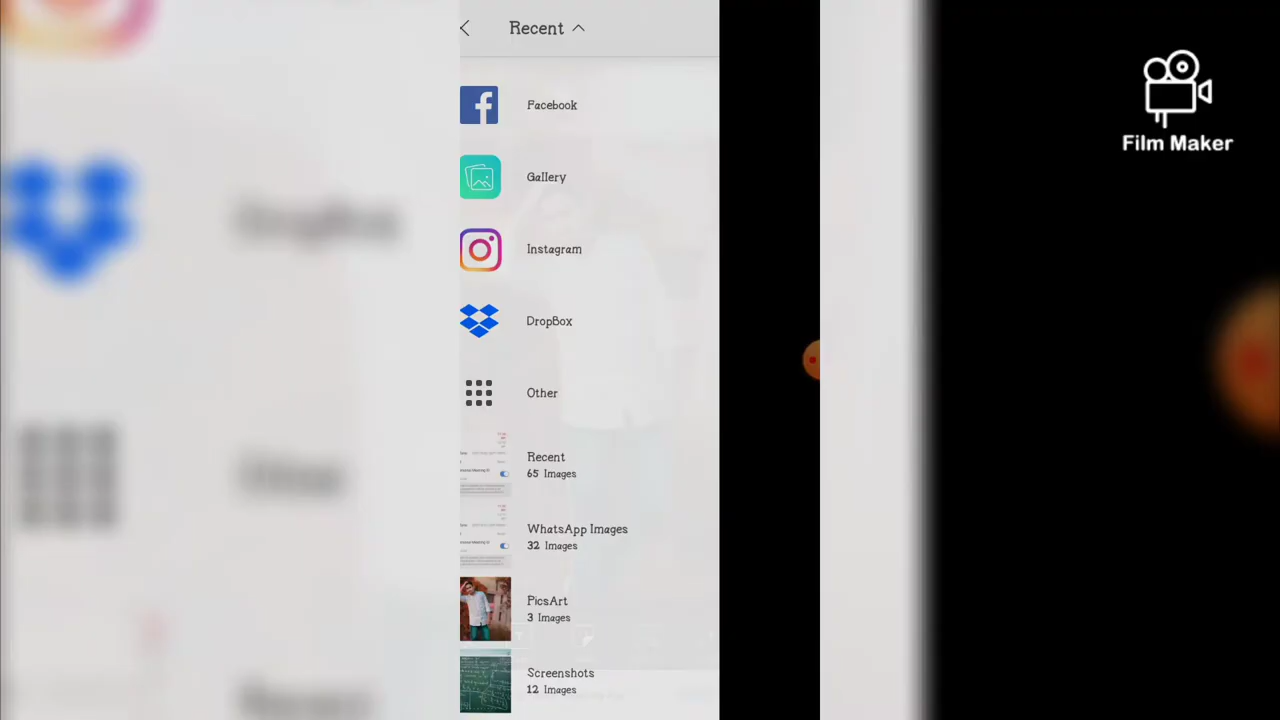 Recent
Facebook
Gallery
Instagram
DropBox
Other
Recent
65 Images
WhatsApp Images
32 Images
PicsArt
3 Images
Screenshots
12 Images
Film Maker